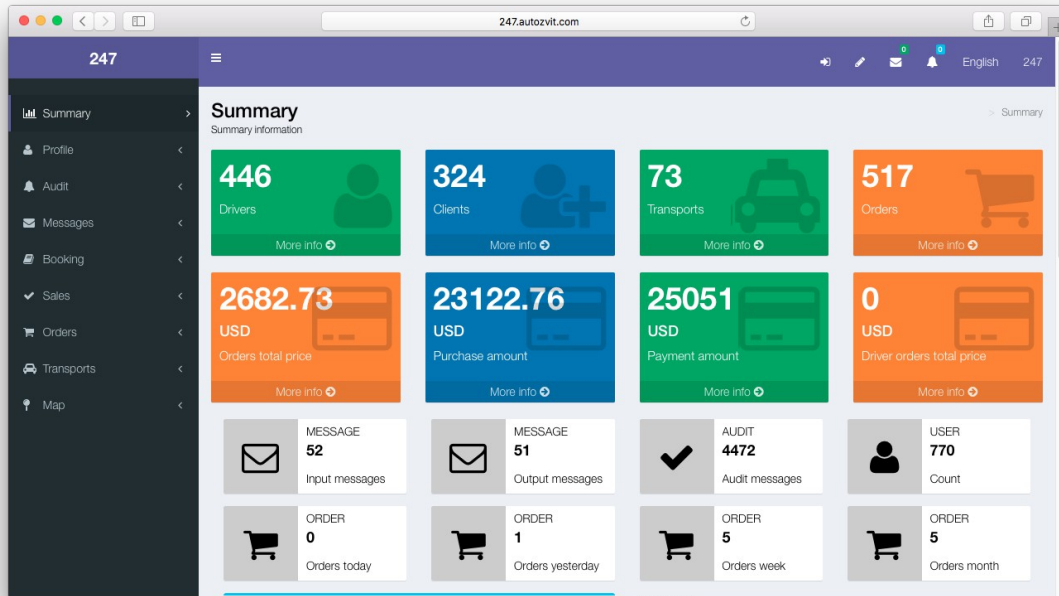 247.autozvit.com
247
0
0
English
247
Summary
Profile
Audit
Messages
Booking
Sales
Orders
Transports
Map
Summary
Summary information
> Summary
446
Drivers
More info
324
Clients
More info
73
Transports
More info
517
Orders
More info
2682.73
USD
Orders total price
More info
23122.76
USD
Purchase amount
More info
25051
USD
Payment amount
More info
0
USD
Driver orders total price
More info
MESSAGE
52
Input messages
MESSAGE
51
Output messages
AUDIT
4472
Audit messages
USER
770
Count
ORDER
0
Orders today
ORDER
1
Orders yesterday
ORDER
5
Orders week
ORDER
5
Orders month